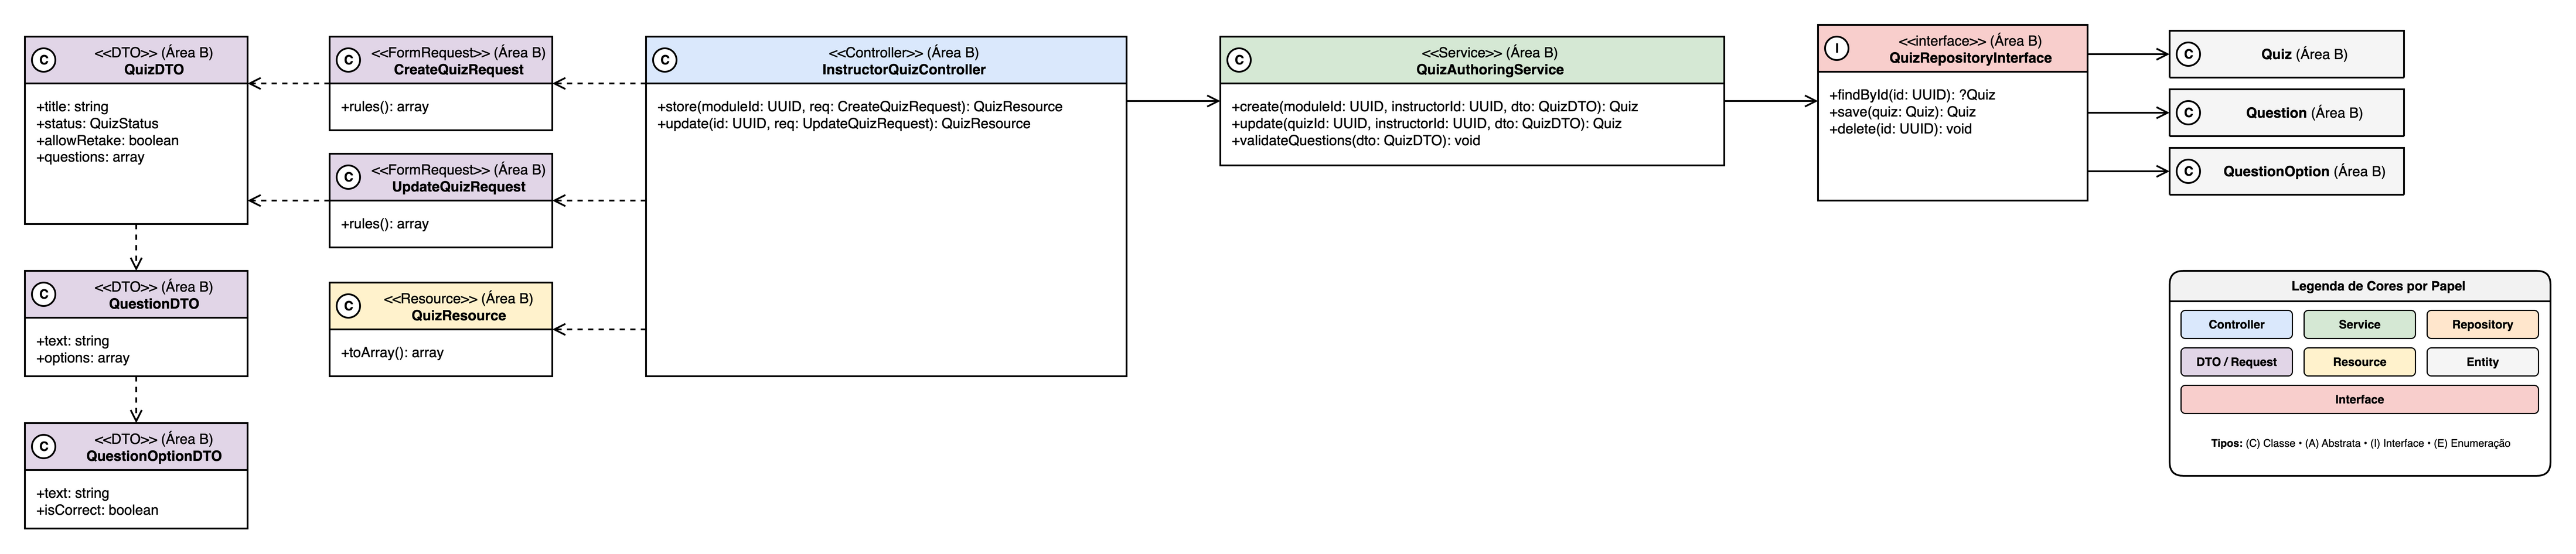 C
<<DTO>> (Área B)
QuizDTO
+title: string
+status: QuizStatus
+allowRetake: boolean
+questions: array
C
<<DTO>> (Área B)
QuestionDTO
+text: string
+options: array
C
<<DTO>> (Área B)
QuestionOptionDTO
+text: string
+isCorrect: boolean
C
<<FormRequest>> (Área B)
CreateQuizRequest
+rules(): array
C
<<FormRequest>> (Área B)
UpdateQuizRequest
+rules(): array
C
<<Resource>> (Área B)
QuizResource
+toArray(): array
C
<<Controller>> (Área B)
InstructorQuizController
+store(moduleId: UUID, req: CreateQuizRequest): QuizResource
+update(id: UUID, req: UpdateQuizRequest): QuizResource
C
<<Service>> (Área B)
QuizAuthoringService
+create(moduleId: UUID, instructorId: UUID, dto: QuizDTO): Quiz
+update(quizId: UUID, instructorId: UUID, dto: QuizDTO): Quiz
+validateQuestions(dto: QuizDTO): void
I
<<interface>> (Área B)
QuizRepositoryInterface
+findById(id: UUID): ?Quiz
+save(quiz: Quiz): Quiz
+delete(id: UUID): void
C
Quiz (Área B)
C
Question (Área B)
C
QuestionOption (Área B)
Legenda de Cores por Papel
Controller
Service
Repository
DTO / Request
Resource
Entity
Interface
Tipos: (C) Classe • (A) Abstrata • (I) Interface • (E) Enumeração